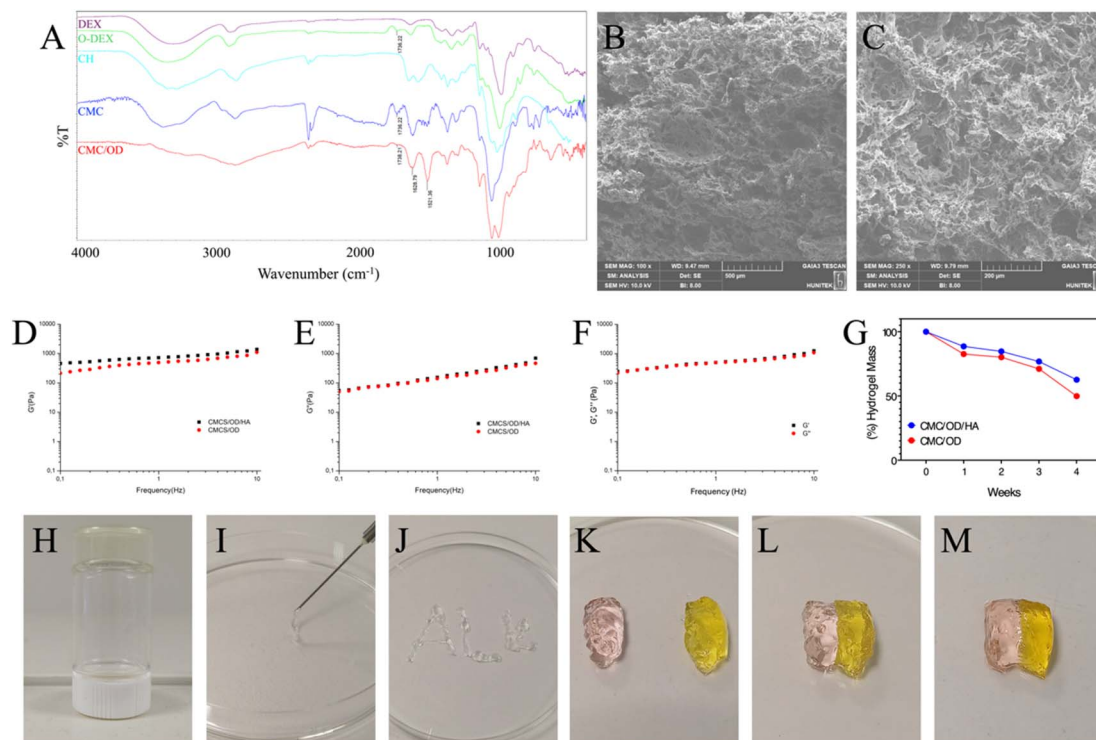 A
DEX
O-DEX
CH
CMC
CMC/OD
1736.22
1736.22
1738.21
1628.79
1521.36
%T
4000
3000
2000
1000
Wavenumber (cm-1)
B
SEM MAG: 100 x
WD: 9.47 mm
GAIA3 TESCAN
SM: ANALYSIS
Det: SE
500 µm
SEM HV: 10.0 kV
BI: 8.00
HUNITEK
C
SEM MAG: 250 x
WD: 9.79 mm
GAIA3 TESCAN
SM: ANALYSIS
Det: SE
200 µm
SEM HV: 10.0 kV
BI: 8.00
HUNITEK
D
10000
1000
100
10
1
0,1
G'(Pa)
CMCS/OD/HA
CMCS/OD
0,1
1
10
Frequency(Hz)
E
10000
1000
100
10
1
0,1
G'(Pa)
CMCS/OD/HA
CMCS/OD
0,1
1
10
Frequency(Hz)
F
10000
1000
100
10
1
0,1
G', G'' (Pa)
G'
G''
0,1
1
10
Frequency(Hz)
G
100
50
0
(%) Hydrogel Mass
CMC/OD/HA
CMC/OD
0
1
2
3
4
Weeks
H
I
J
K
L
M